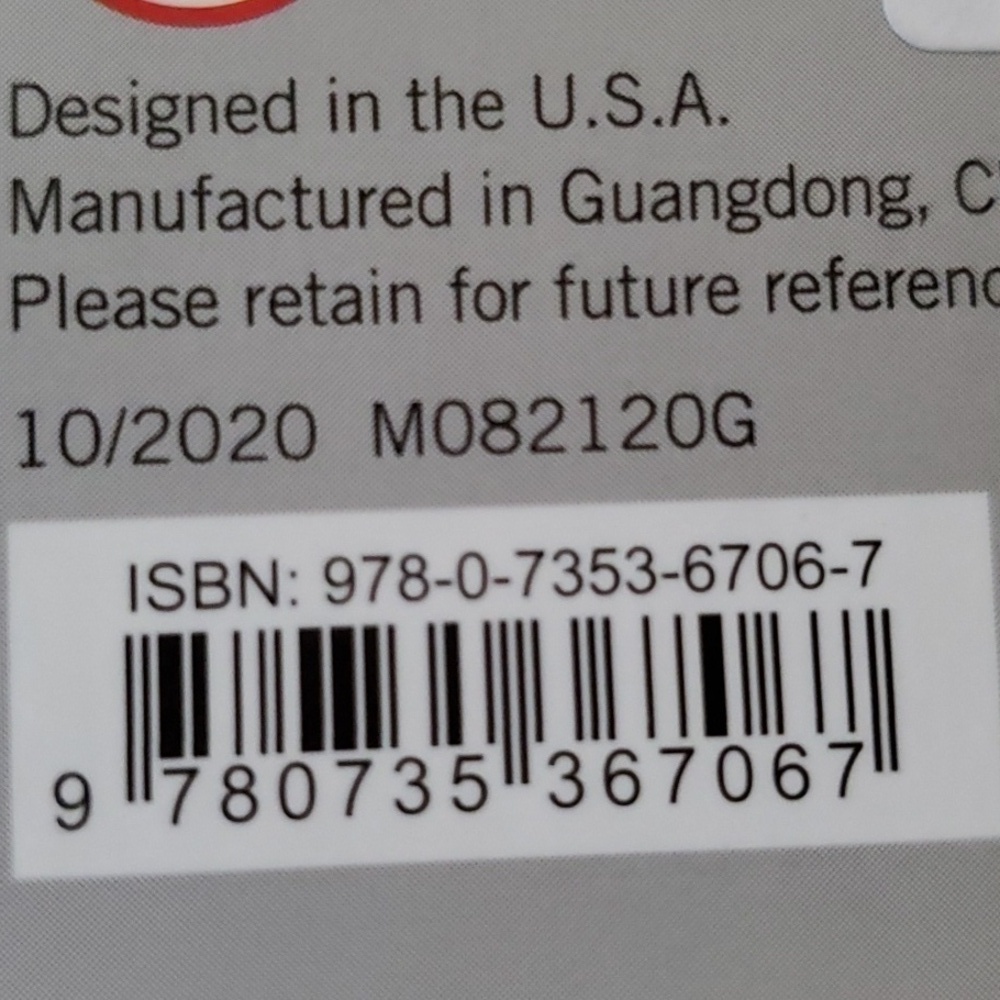 Designed in the U.S.A.
Manufactured in Guangdong,
Please retain for future
10/2020 M082120G
ISBN: 978-0-7353-6706-7
9 780735 367067